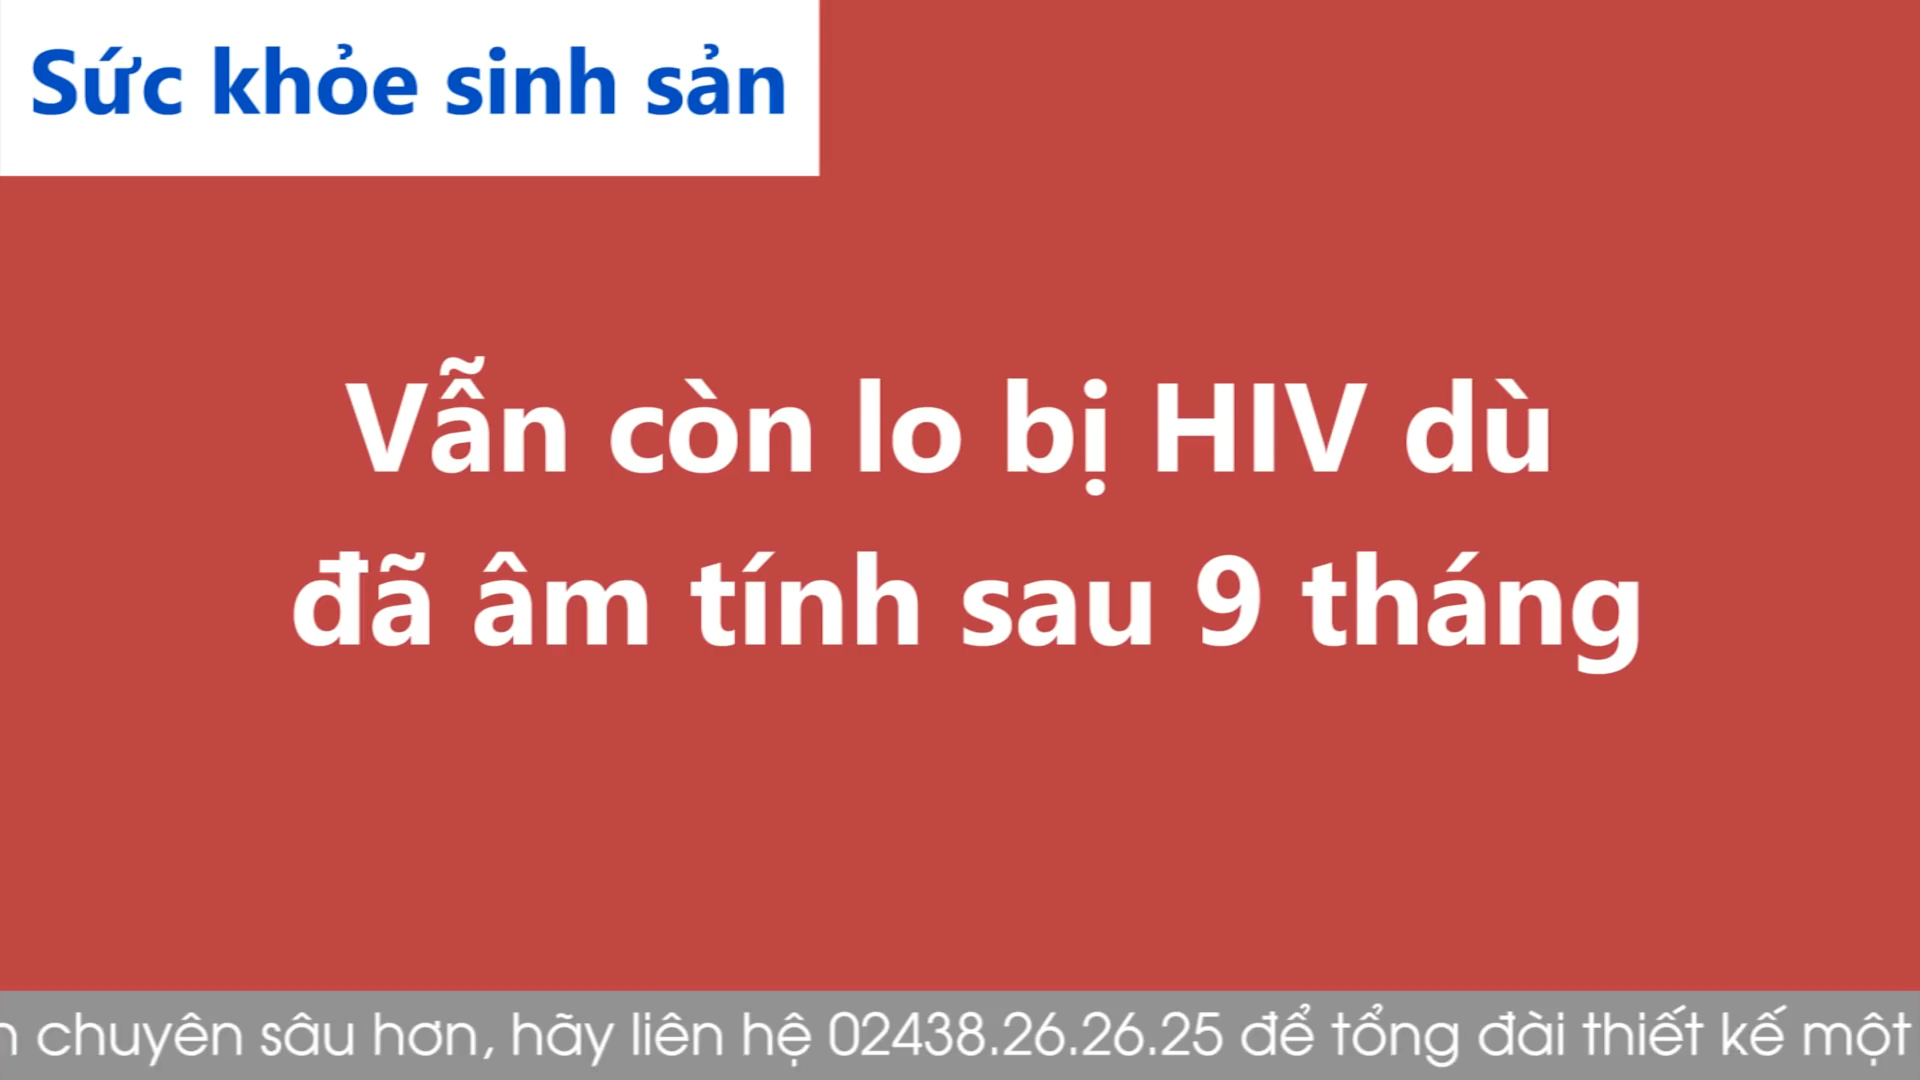 Sức khỏe sinh sản
Vẫn còn lo bị HIV dù
đã âm tính sau 9 tháng
chuyên sâu hơn, hãy liên hệ 02438.26.26.25 để tổng đài thiết kế một